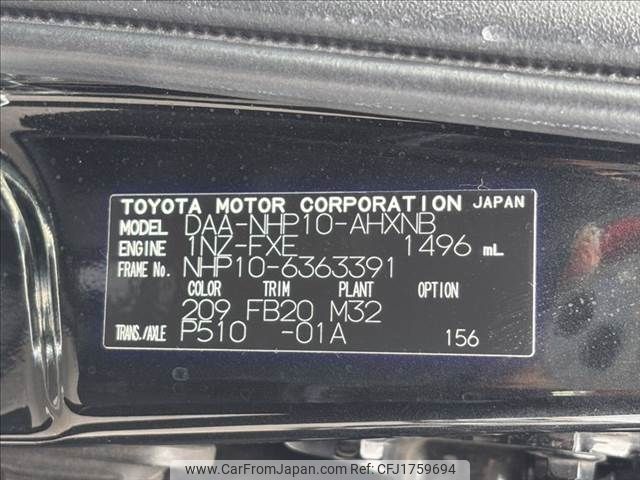 TOYOTA MOTOR CORPORATION JAPAN
MODEL DAA-NHP10-AHXNB
ENGINE 1NZ-FXE 1496 mL
FRAME No. NHP10-6363391
COLOR TRIM PLANT OPTION
209 FB20 M32
TRANS./AXLE P510 -01A 156
© CarFromJapan.com | Ref: CFJ1759694